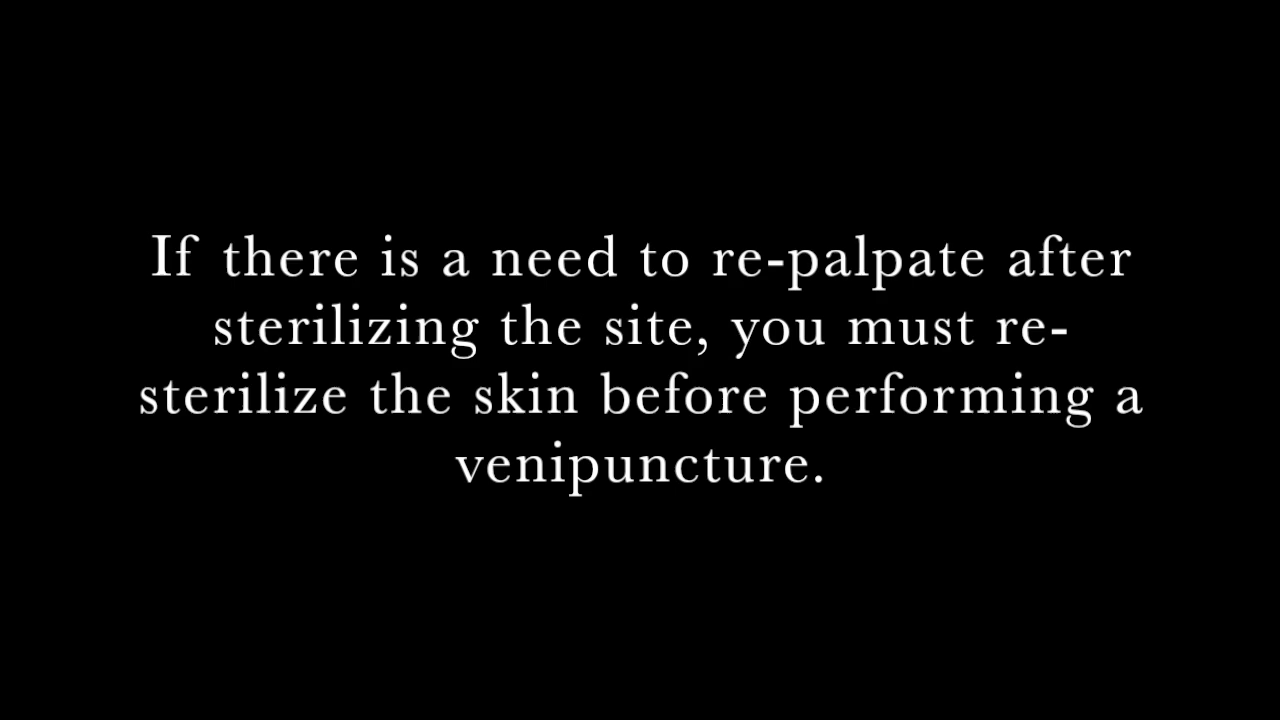 If there is a need to re-palpate after
sterilizing the site, you must re-
sterilize the skin before performing a
venipuncture.